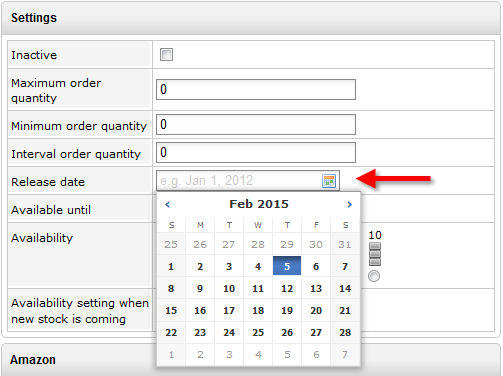 Settings
Inactive
Maximum order quantity
0
Minimum order quantity
0
Interval order quantity
0
Release date
e.g. Jan 1, 2012
Available until
‹ Feb 2015 ›
S M T W T F S
25 26 27 28 29 30 31
1 2 3 4 5 6 7
8 9 10 11 12 13 14
15 16 17 18 19 20 21
22 23 24 25 26 27 28
1 2 3 4 5 6 7
Availability
10
Availability setting when
new stock is coming
Amazon